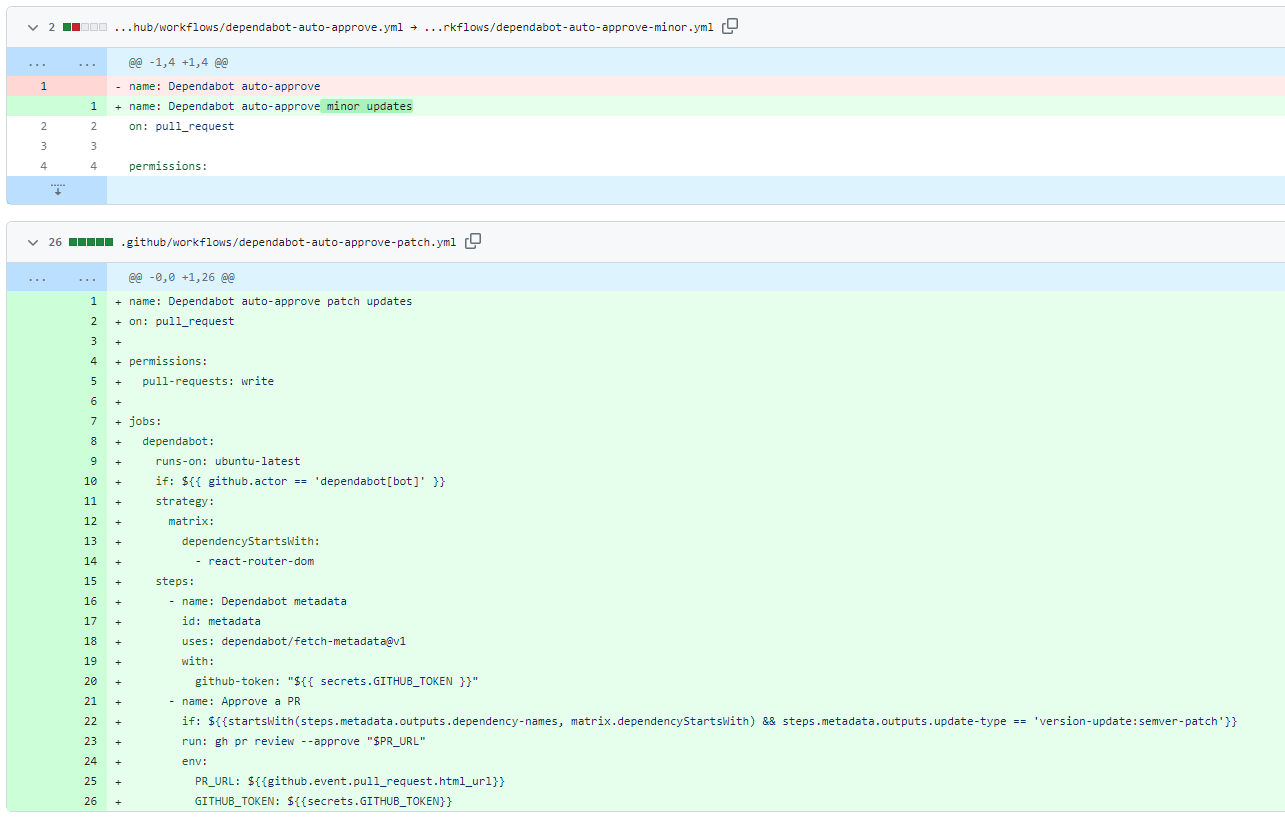 2 ...hub/workflows/dependabot-auto-approve.yml → ...rkflows/dependabot-auto-approve-minor.yml
... ... @@ -1,4 +1,4 @@
1 - name: Dependabot auto-approve
1 + name: Dependabot auto-approve minor updates
2 2 on: pull_request
3 3
4 4 permissions:
26 .github/workflows/dependabot-auto-approve-patch.yml
... ... @@ -0,0 +1,26 @@
1 + name: Dependabot auto-approve patch updates
2 + on: pull_request
3 +
4 + permissions:
5 + pull-requests: write
6 +
7 + jobs:
8 + dependabot:
9 + runs-on: ubuntu-latest
10 + if: ${{ github.actor == 'dependabot[bot]' }}
11 + strategy:
12 + matrix:
13 + dependencyStartsWith:
14 + - react-router-dom
15 + steps:
16 + - name: Dependabot metadata
17 + id: metadata
18 + uses: dependabot/fetch-metadata@v1
19 + with:
20 + github-token: "${{ secrets.GITHUB_TOKEN }}"
21 + - name: Approve a PR
22 + if: ${{startsWith(steps.metadata.outputs.dependency-names, matrix.dependencyStartsWith) && steps.metadata.outputs.update-type == 'version-update:semver-patch'}}
23 + run: gh pr review --approve "$PR_URL"
24 + env:
25 + PR_URL: ${{github.event.pull_request.html_url}}
26 + GITHUB_TOKEN: ${{secrets.GITHUB_TOKEN}}